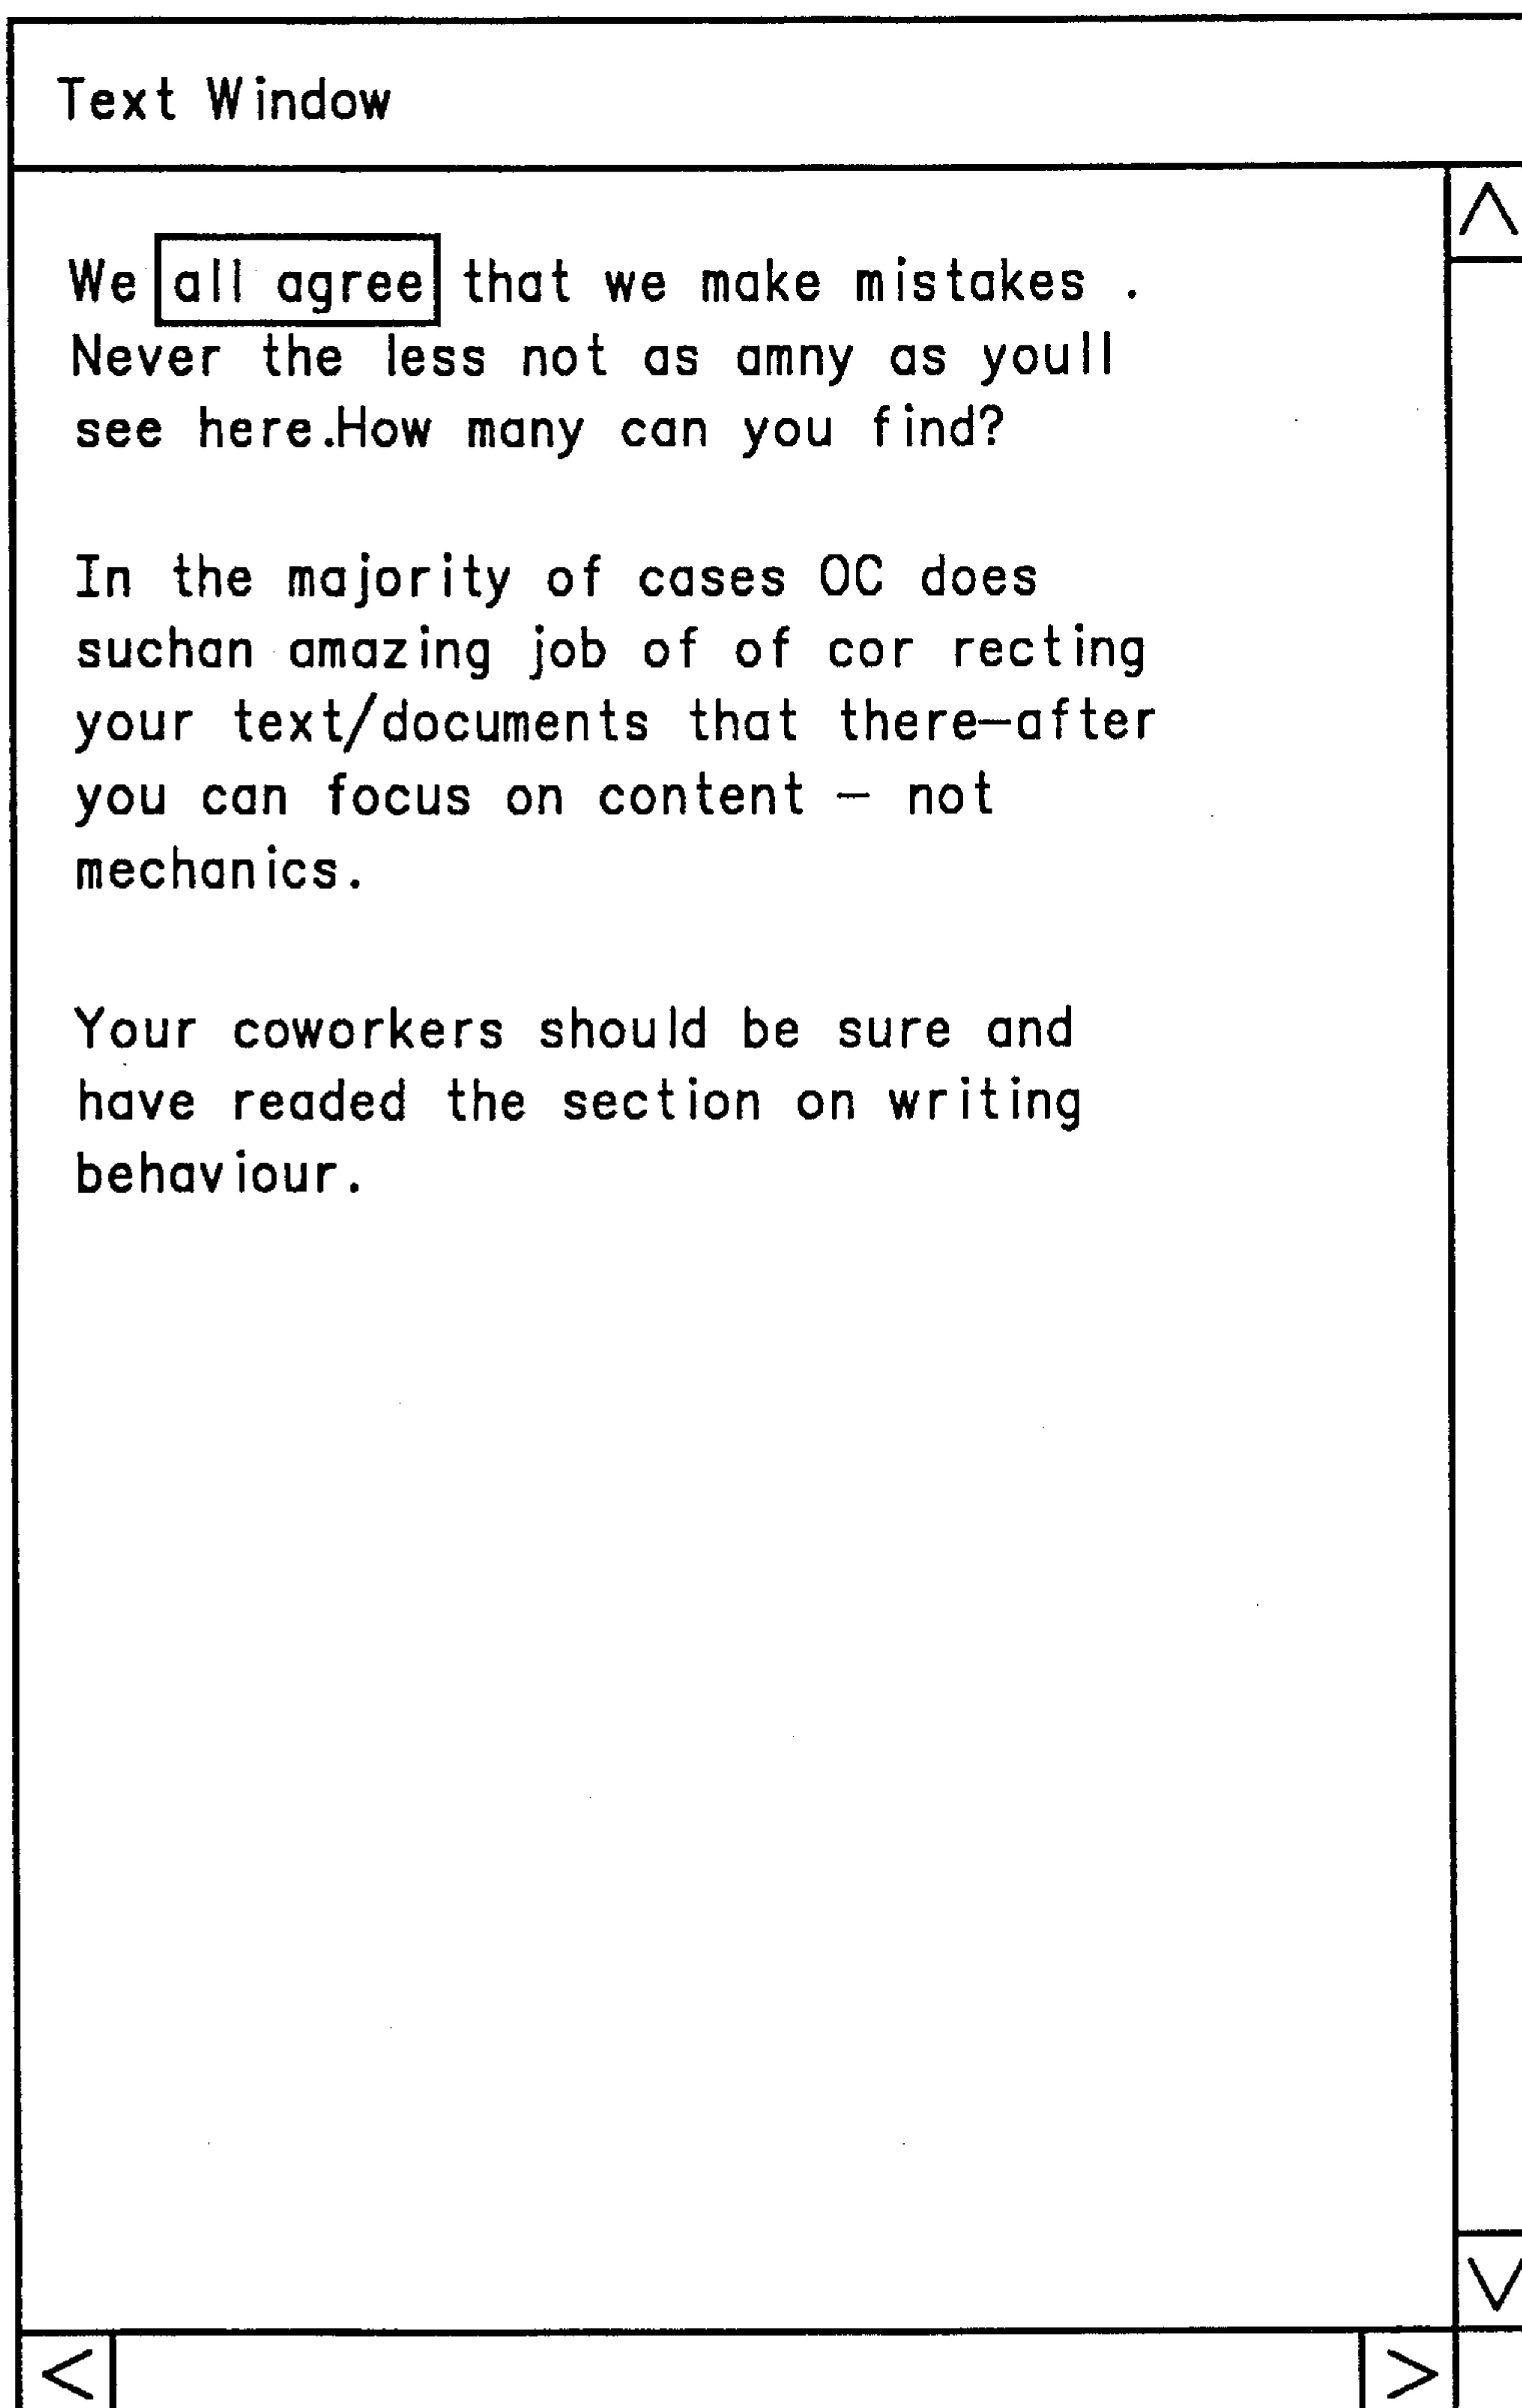 Text Window
We all agree that we make mistakes .
Never the less not as amny as youll
see here.How many can you find?
In the majority of cases OC does
suchan amazing job of of cor recting
your text/documents that there—after
you can focus on content — not
mechanics.
Your coworkers should be sure and
have readed the section on writing
behaviour.